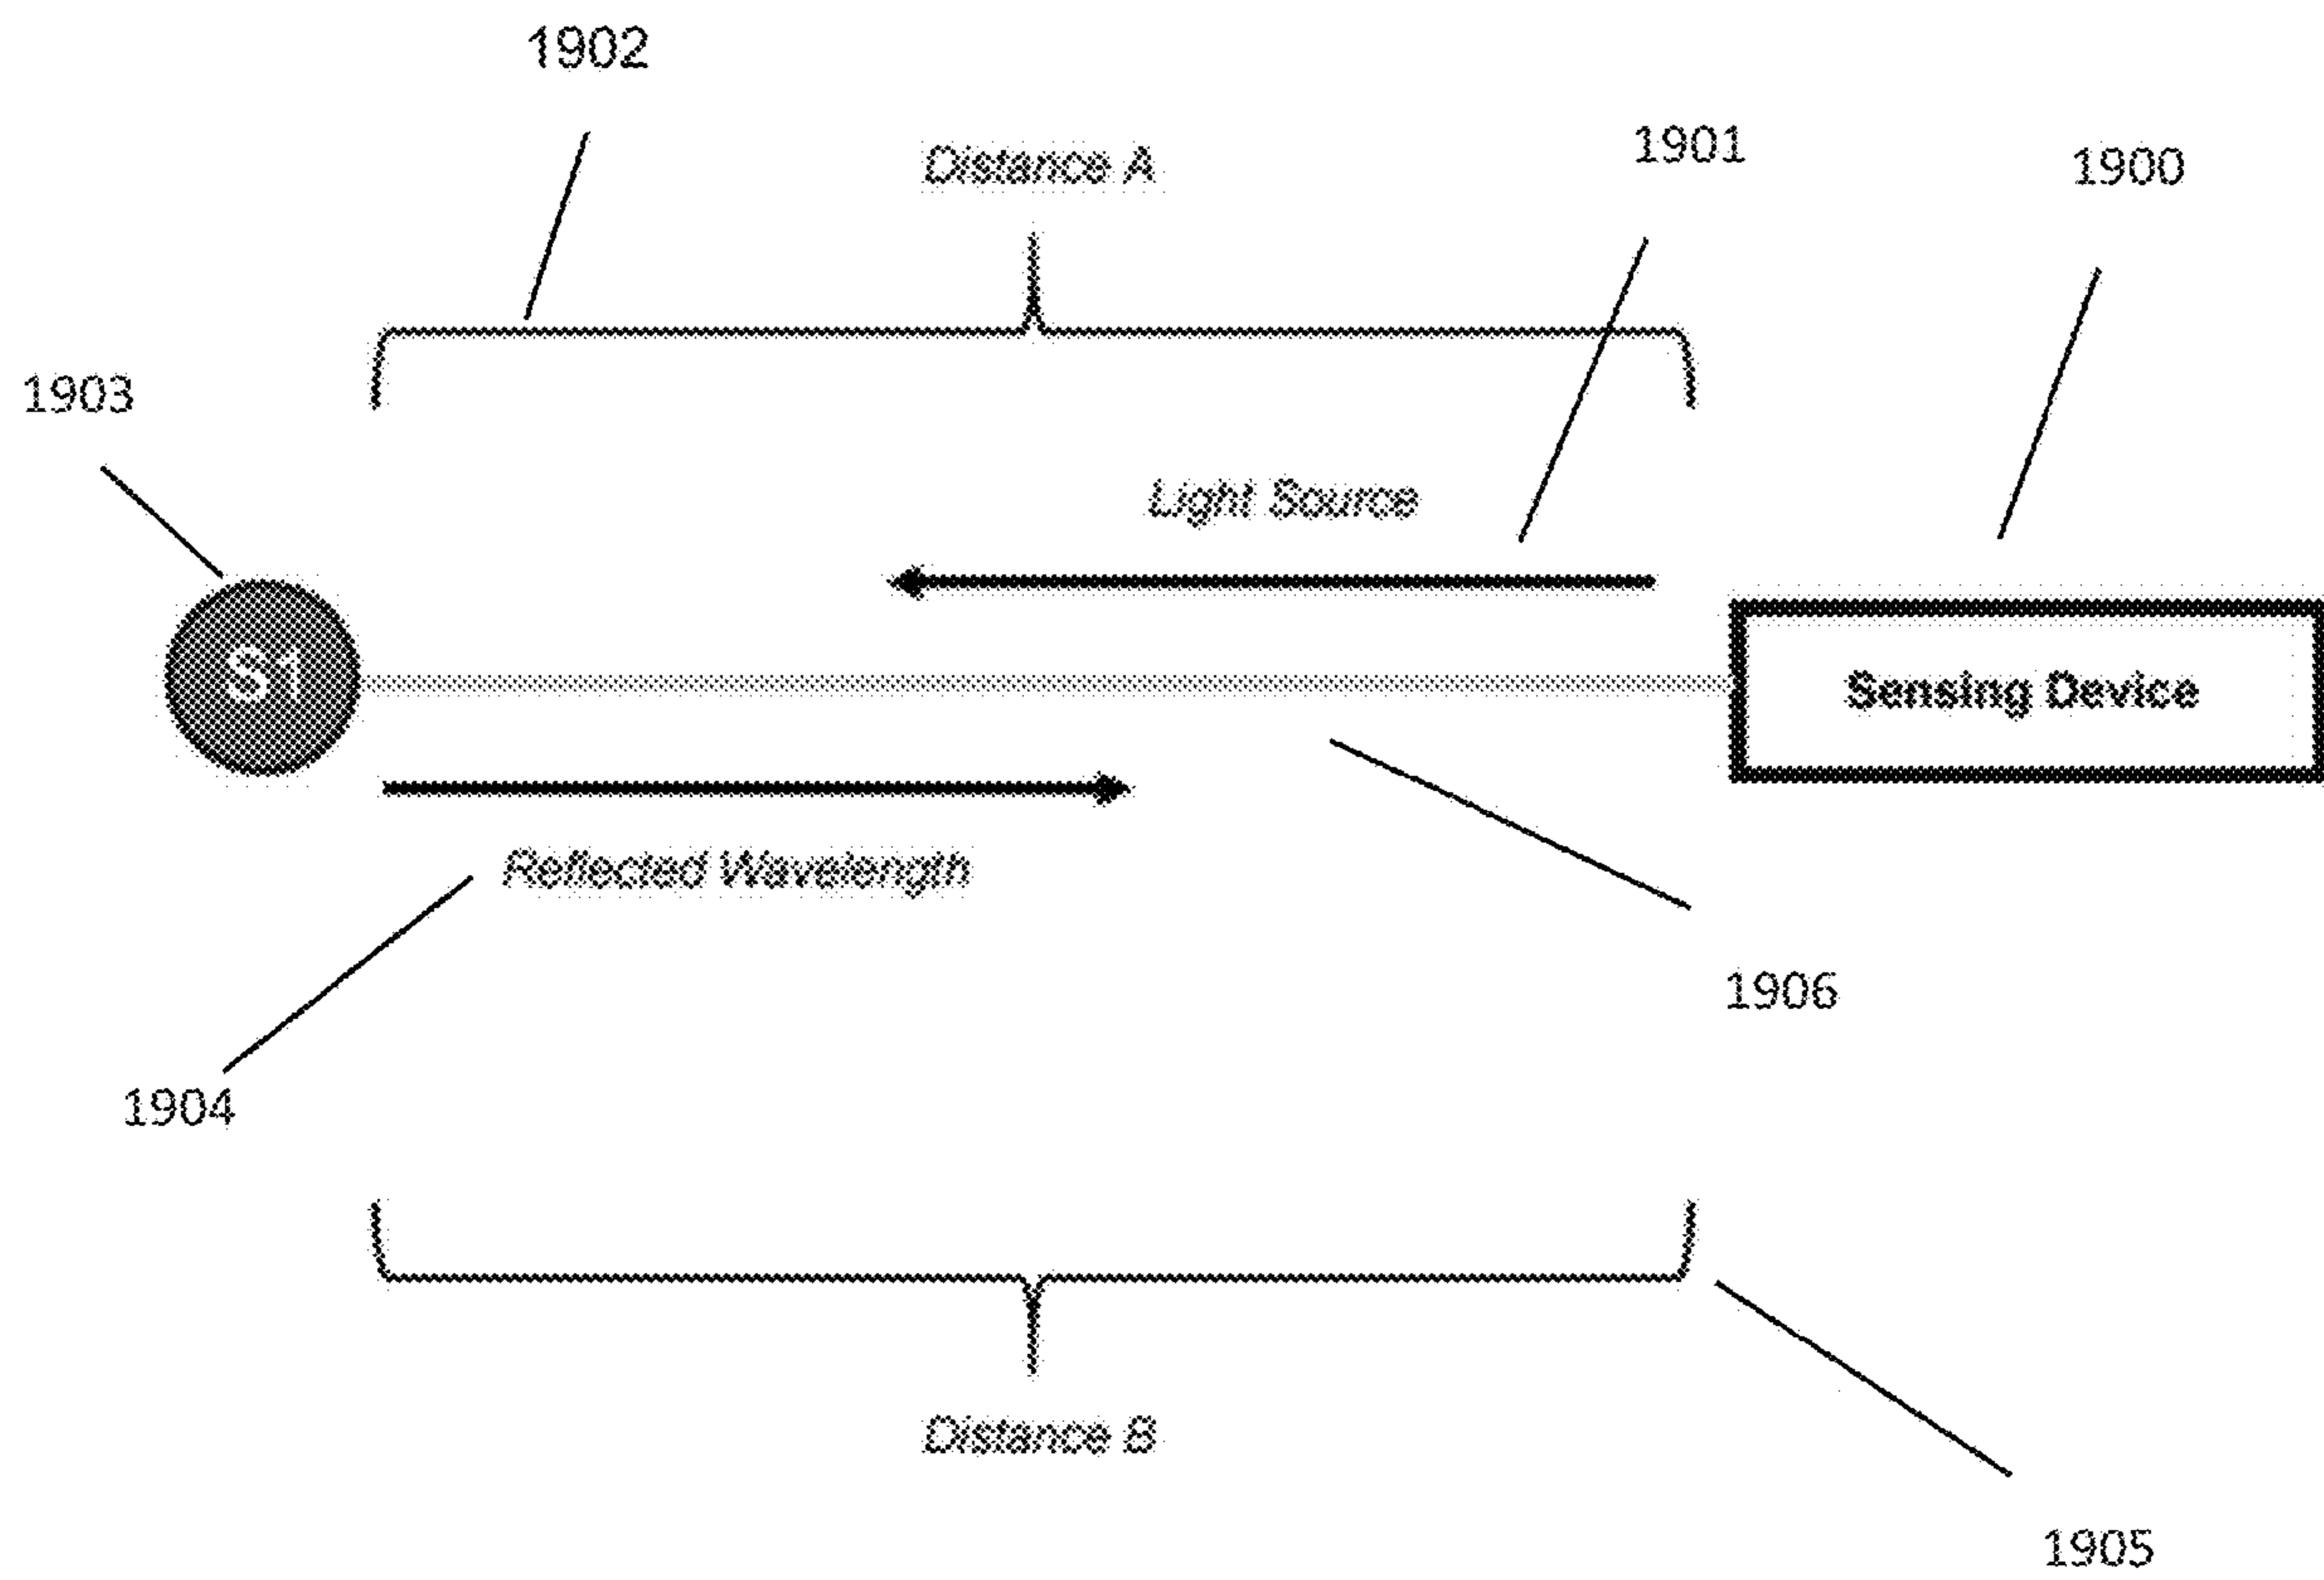 1902
Distance A
1901
1900
1903
Light Source
S1
Sensing Device
Reflected Wavelength
1906
1904
Distance B
1905